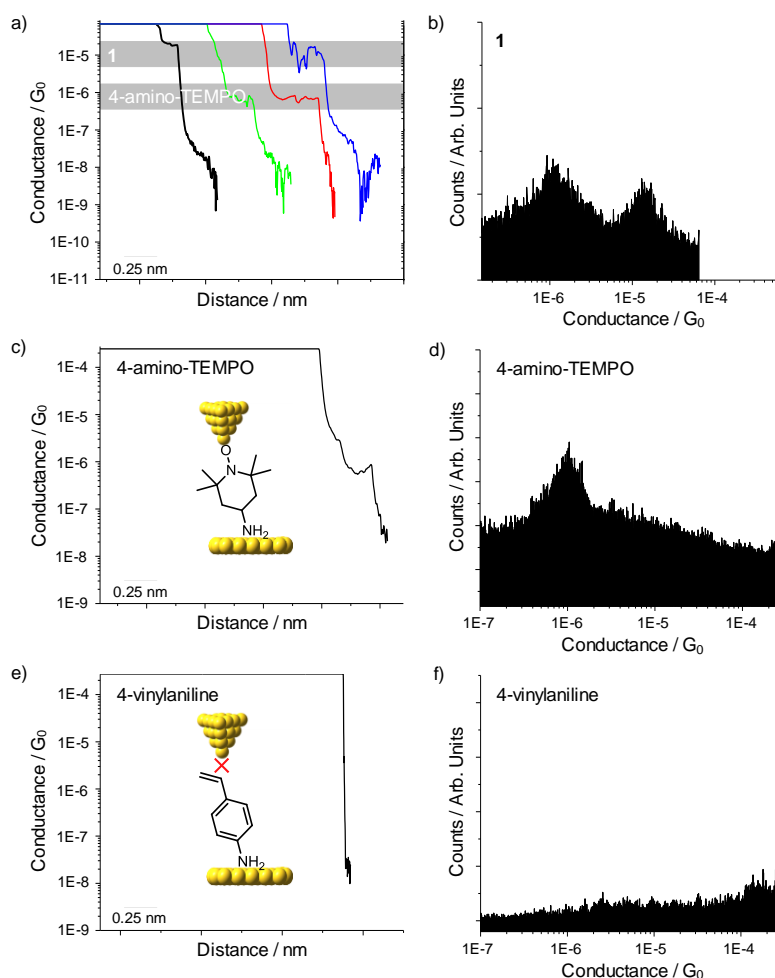 a)
1
4-amino-TEMPO
1E-5
1E-6
1E-7
1E-8
1E-9
1E-10
1E-11
Conductance / G₀
0.25 nm
Distance / nm
b)
1
Counts / Arb. Units
1E-6
1E-5
1E-4
Conductance / G₀
c)
4-amino-TEMPO
1E-4
1E-5
1E-6
1E-7
1E-8
1E-9
Conductance / G₀
O
N
NH₂
0.25 nm
Distance / nm
d)
4-amino-TEMPO
Counts / Arb. Units
1E-7
1E-6
1E-5
1E-4
Conductance / G₀
e)
4-vinylaniline
1E-4
1E-5
1E-6
1E-7
1E-8
1E-9
Conductance / G₀
NH₂
0.25 nm
Distance / nm
f)
4-vinylaniline
Counts / Arb. Units
1E-7
1E-6
1E-5
1E-4
Conductance / G₀